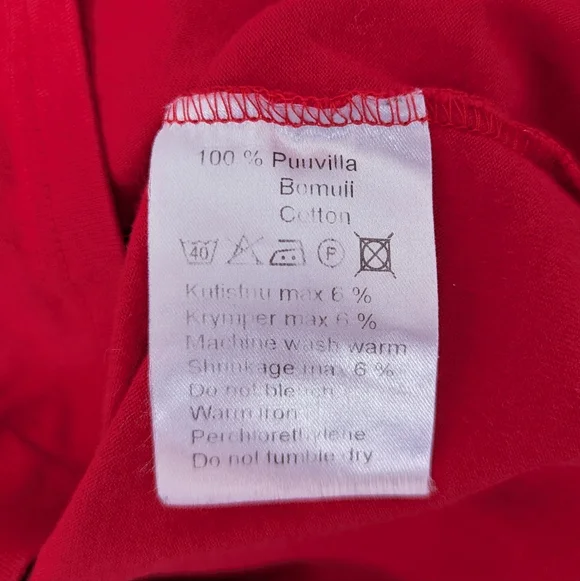 100 % Puuvilla
Bomull
Cotton
40 P
Kutistuu max 6 %
Krymper max 6 %
Machine wash warm
Shrinkage max 6 %
Do not bleach
Warm iron
Perchlorethylene
Do not tumble dry